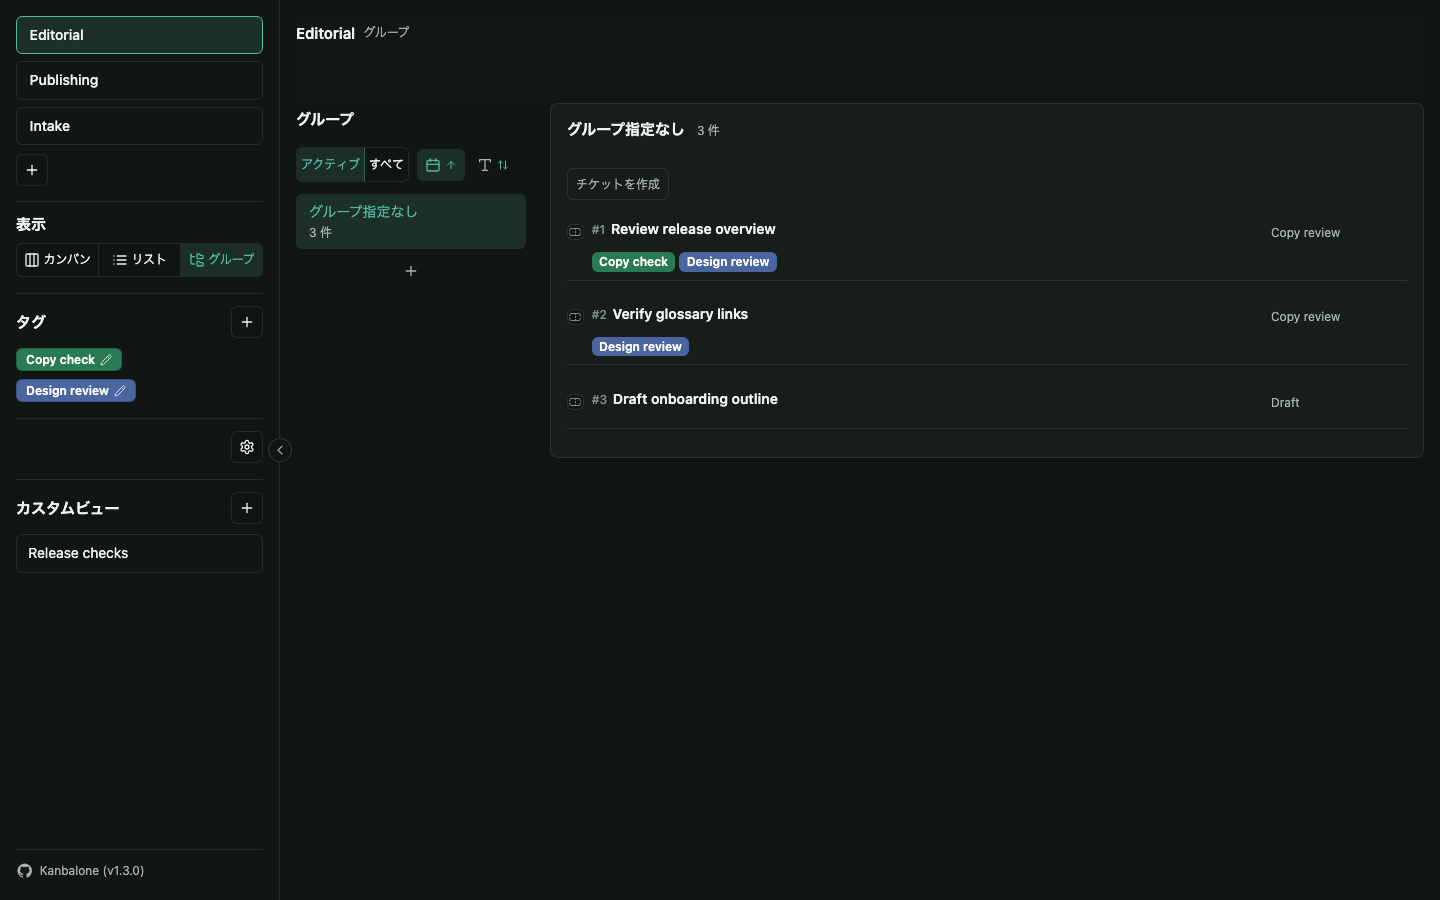 Editorial
Publishing
Intake
表示
カンバン リスト グループ
タグ
Copy check
Design review
カスタムビュー
Release checks
Kanbalone (v1.3.0)
Editorial グループ
グループ
アクティブ すべて
グループ指定なし
3 件
グループ指定なし 3 件
チケットを作成
#1 Review release overview
Copy review
Copy check Design review
#2 Verify glossary links
Copy review
Design review
#3 Draft onboarding outline
Draft